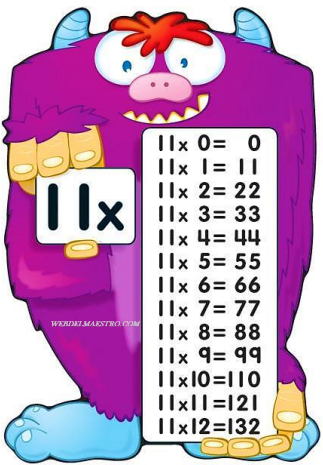 11x
11x 0= 0
11x 1= 11
11x 2= 22
11x 3= 33
11x 4= 44
11x 5= 55
11x 6= 66
11x 7= 77
11x 8= 88
11x 9= 99
11x10=110
11x11=121
11x12=132
WEBDELMAESTRO.COM